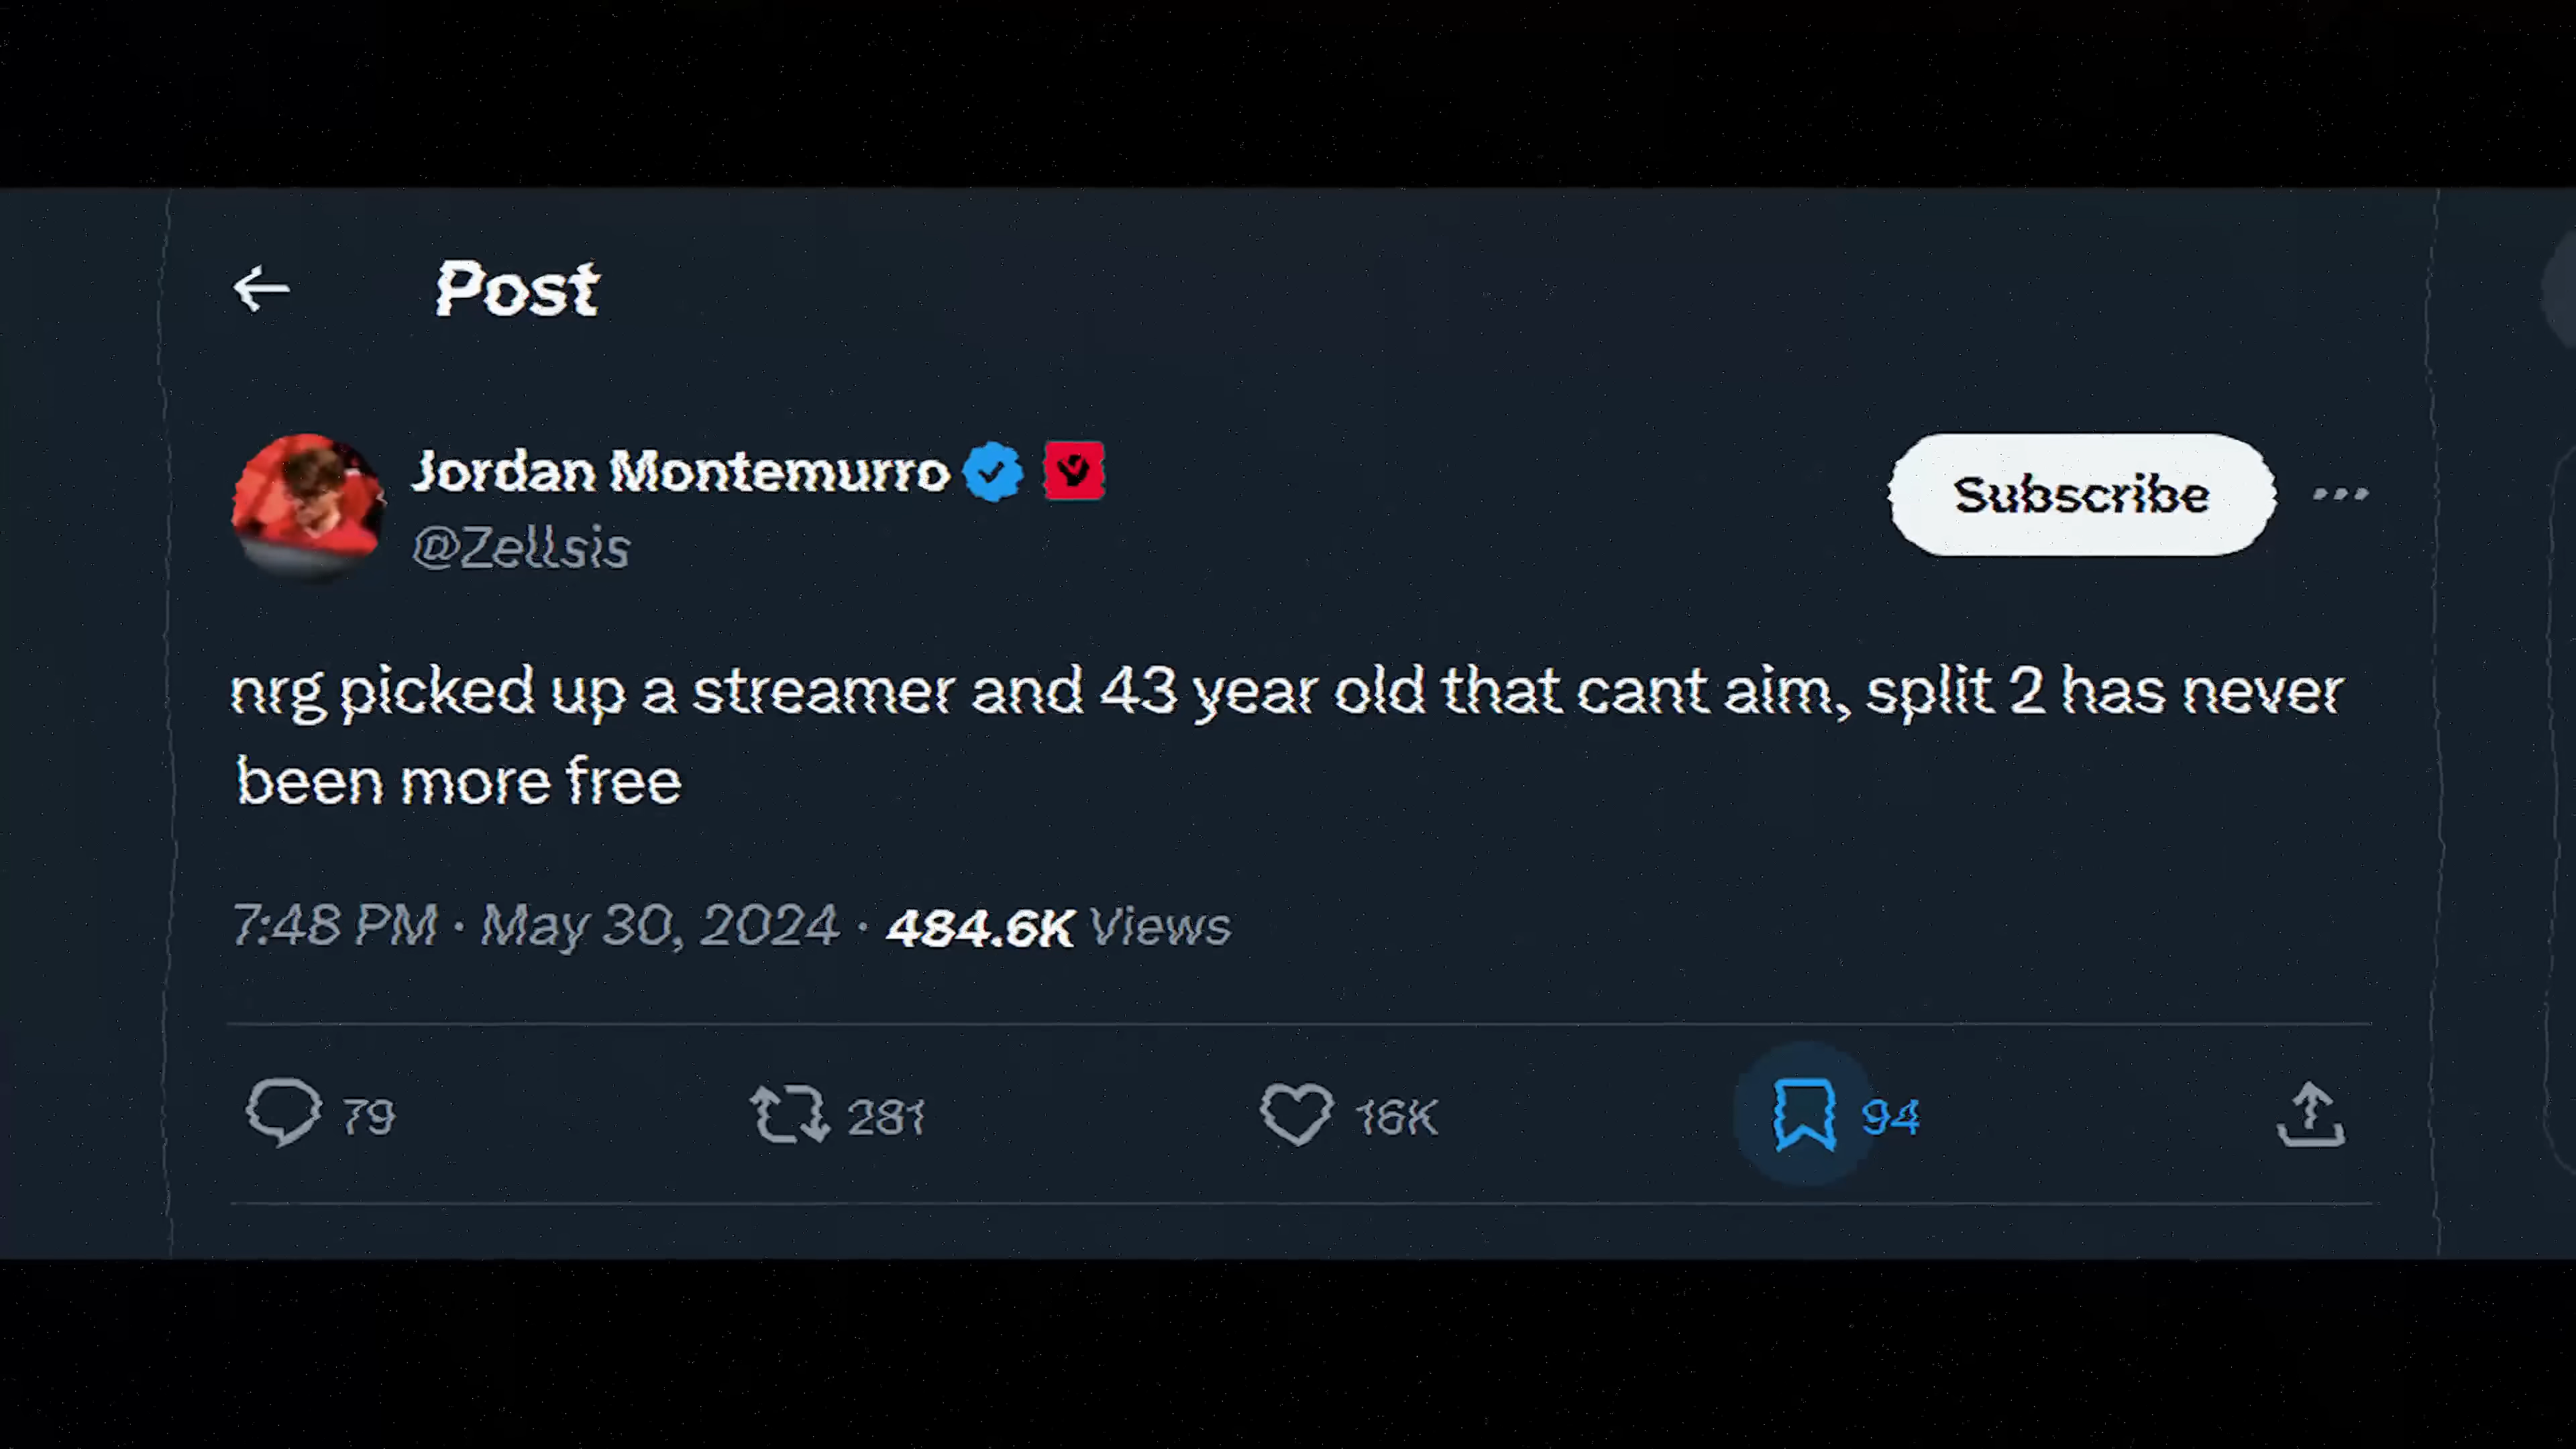 Post
Jordan Montemurro
@Zellsis
Subscribe
nrg picked up a streamer and 43 year old that cant aim, split 2 has never
been more free
7:48 PM · May 30, 2024 · 484.6K Views
79 281 16K 94